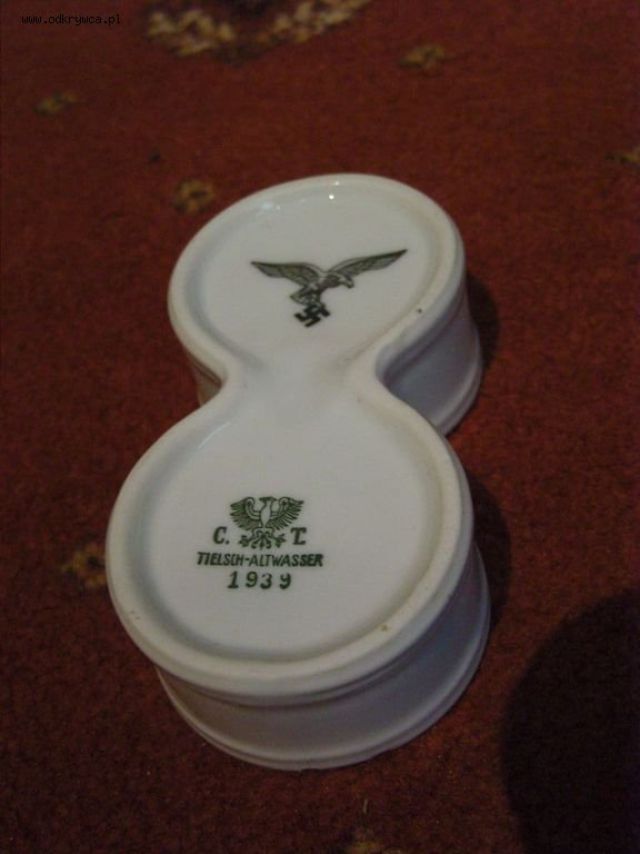 www.odkrywca.pl
C. T.
TIELSCH-ALTWASSER
1939